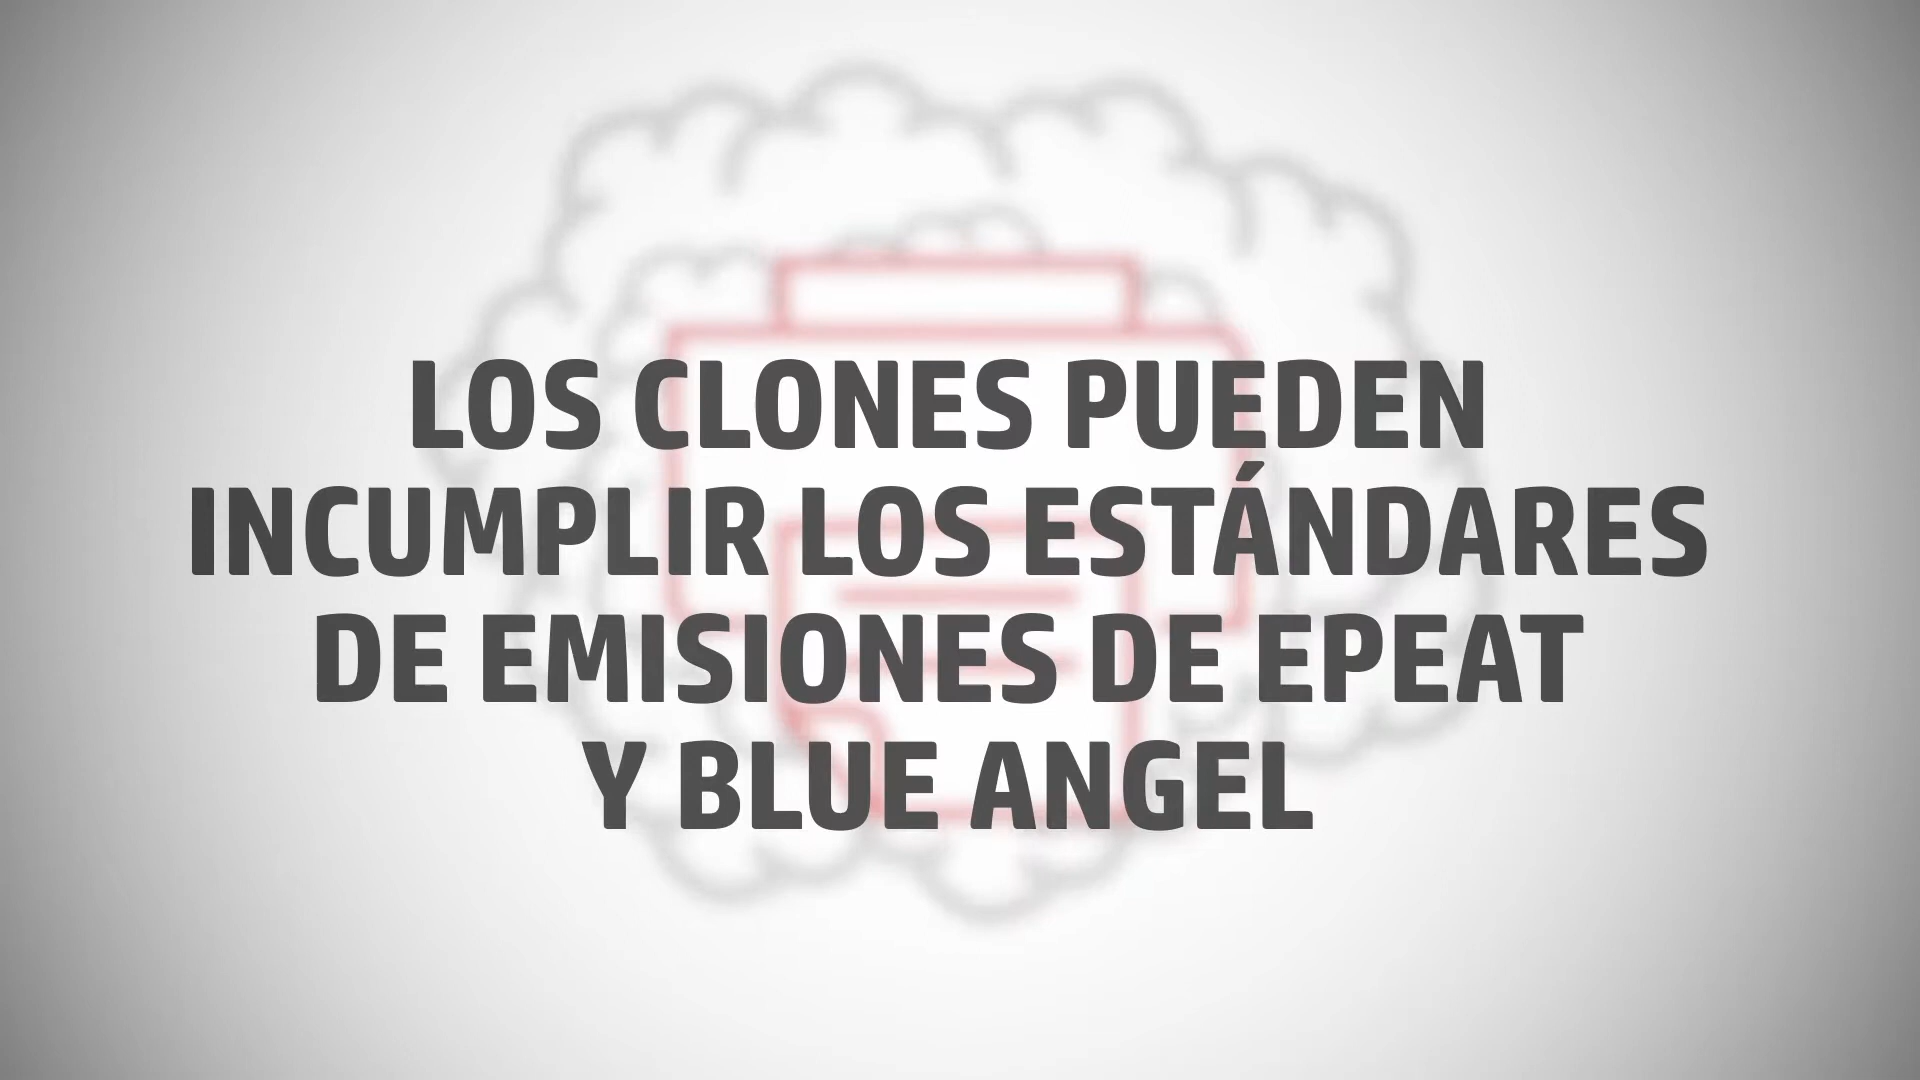 LOS CLONES PUEDEN
INCUMPLIR LOS ESTÁNDARES
DE EMISIONES DE EPEAT
Y BLUE ANGEL